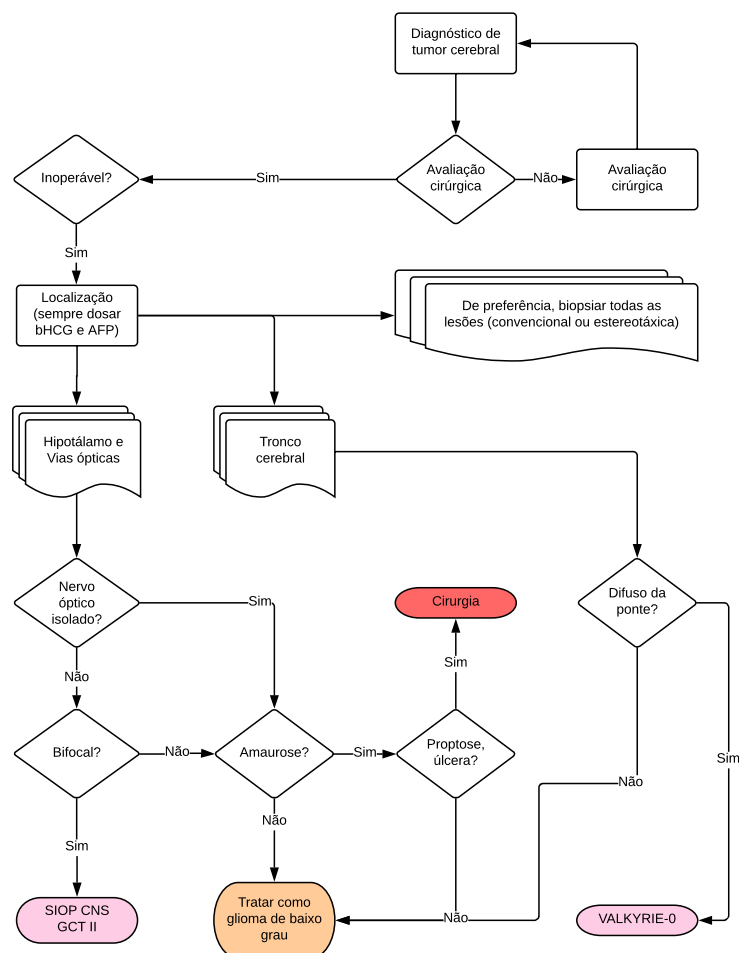 Diagnóstico de
tumor cerebral
Inoperável?
Sim
Avaliação
cirúrgica
Não
Avaliação
cirúrgica
Sim
Localização
(sempre dosar
bHCG e AFP)
De preferência, biopsiar todas as
lesões (convencional ou estereotáxica)
Hipotálamo e
Vias ópticas
Tronco
cerebral
Nervo
óptico
isolado?
Sim
Cirurgia
Difuso da
ponte?
Não
Sim
Bifocal?
Não
Amaurose?
Sim
Proptose,
úlcera?
Não
Sim
Sim
Não
SIOP CNS
GCT II
Tratar como
glioma de baixo
grau
Não
VALKYRIE-0